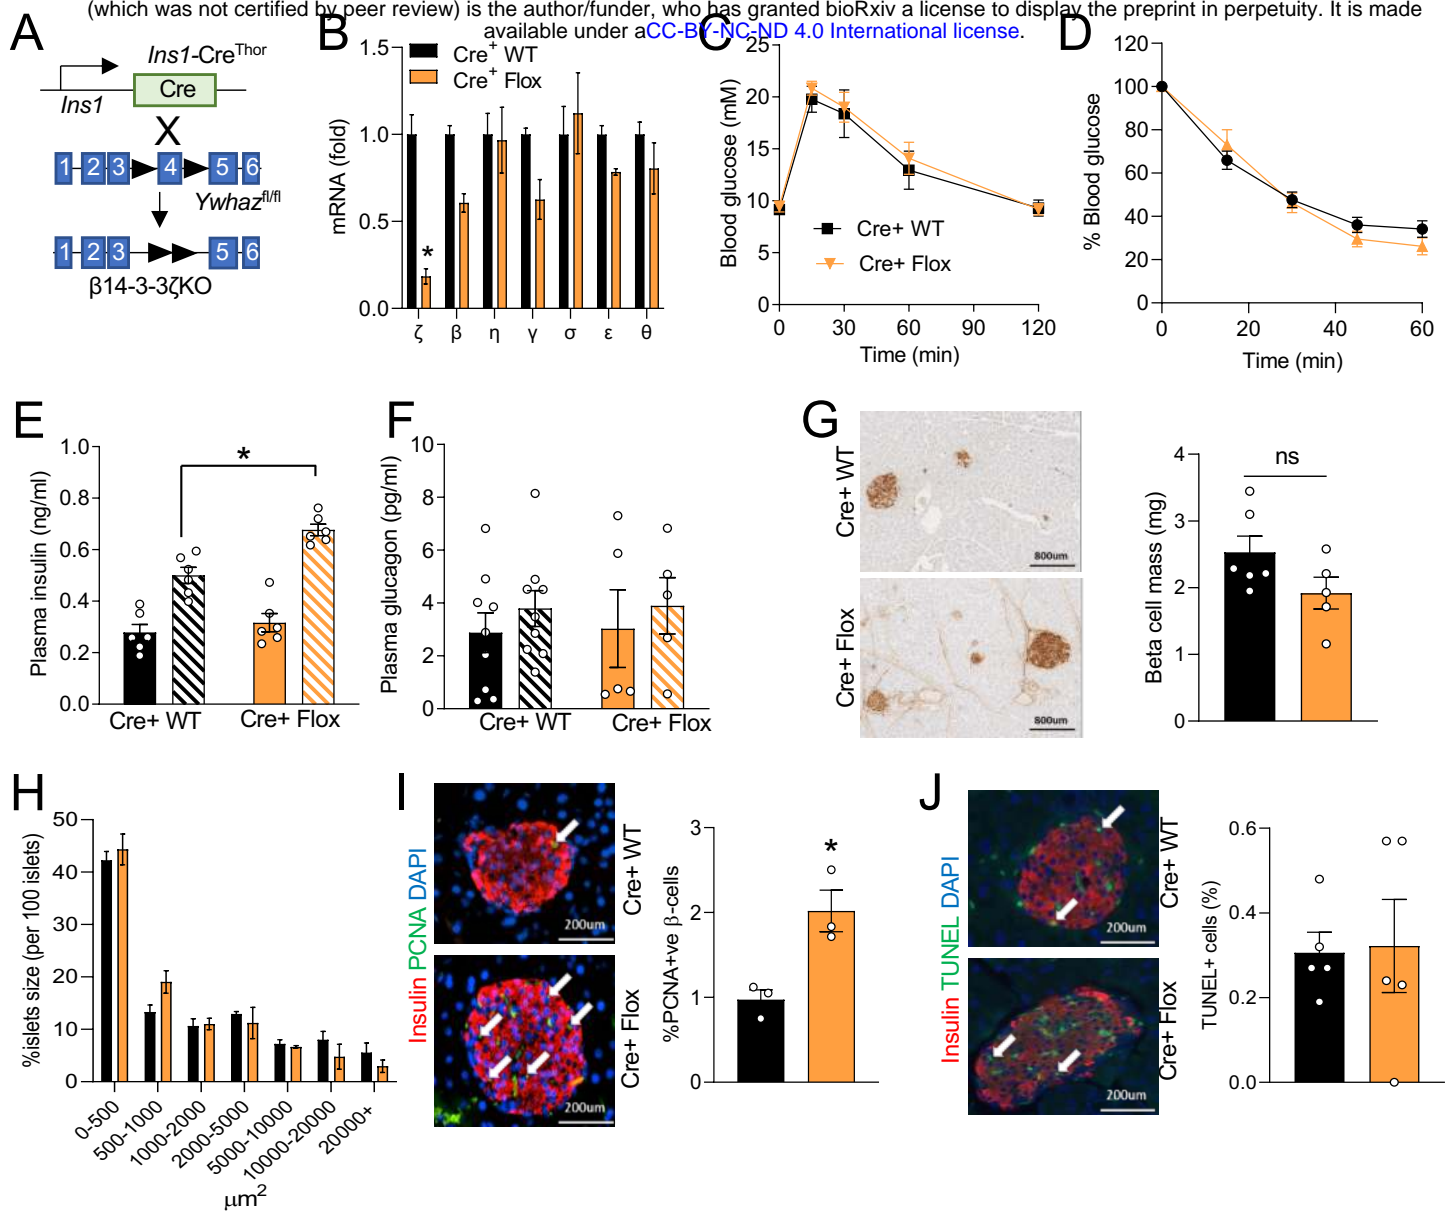 (which was not certified by peer review) is the author/funder, who has granted bioRxiv a license to display the preprint in perpetuity. It is made
available under aCC-BY-NC-ND 4.0 International license.
A
Ins1-CreThor
Ins1
Cre
X
1 2 3 4 5 6
Ywhazfl/fl
1 2 3 5 6
β14-3-3ζKO
B
Cre+ WT
Cre+ Flox
mRNA (fold)
1.5
1.0
0.5
0.0
*
ζ β η γ σ ε θ
C
Blood glucose (mM)
25
20
15
10
5
0
Cre+ WT
Cre+ Flox
0 30 60 90 120
Time (min)
D
% Blood glucose
120
100
80
60
40
20
0
0 20 40 60
Time (min)
E
Plasma insulin (ng/ml)
1.0
0.8
0.6
0.4
0.2
0.0
*
Cre+ WT Cre+ Flox
F
Plasma glucagon (pg/ml)
10
8
6
4
2
0
Cre+ WT Cre+ Flox
G
Cre+ WT
800um
Cre+ Flox
800um
Beta cell mass (mg)
4
3
2
1
0
ns
H
%islets size (per 100 islets)
50
40
30
20
10
0
0-500
500-1000
1000-2000
2000-5000
5000-10000
10000-20000
20000+
μm2
I
Insulin PCNA DAPI
Cre+ WT
200um
Cre+ Flox
200um
%PCNA+ve β-cells
3
2
1
0
*
J
Insulin TUNEL DAPI
Cre+ WT
200um
Cre+ Flox
200um
TUNEL+ cells (%)
0.6
0.4
0.2
0.0